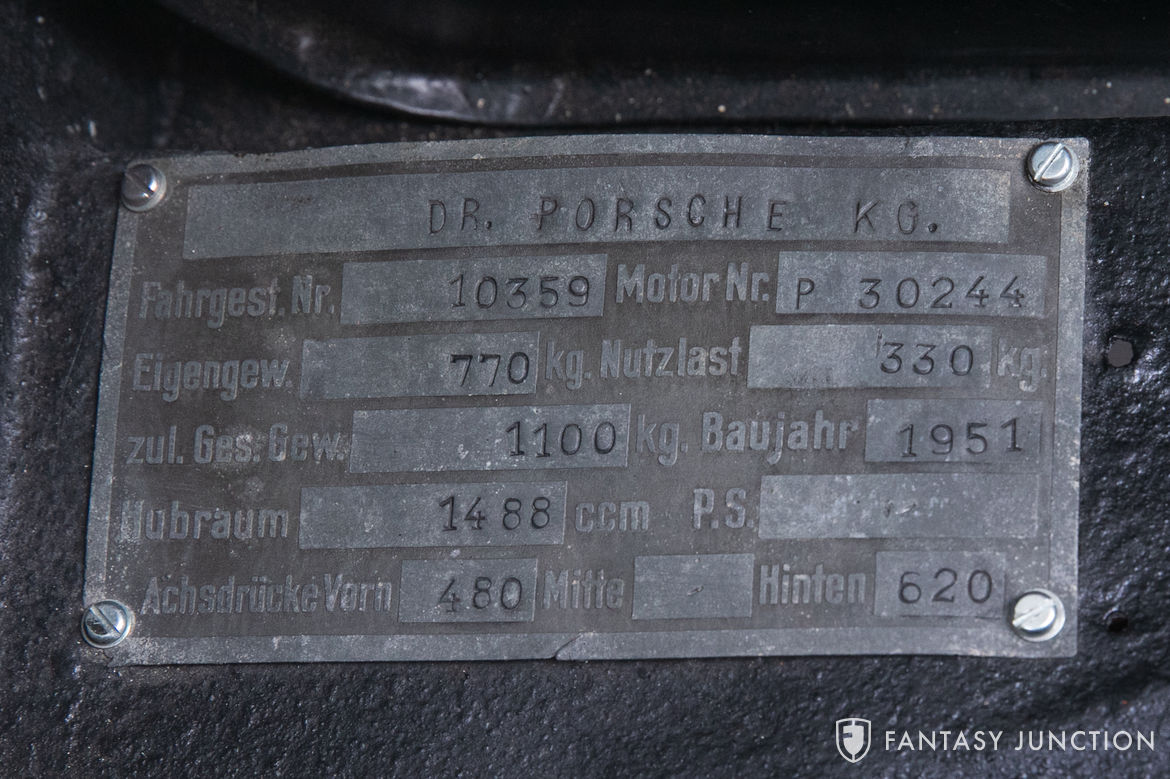 DR. PORSCHE KG.
Fahrgest. Nr. 10359 Motor Nr. P 30244
Eigengew. 770 kg. Nutzlast 330 kg.
zul. Ges. Gew. 1100 kg. Baujahr 1951
Hubraum 1488 ccm P.S.
Achsdrücke Vorn 480 Mitte Hinten 620
FANTASY JUNCTION